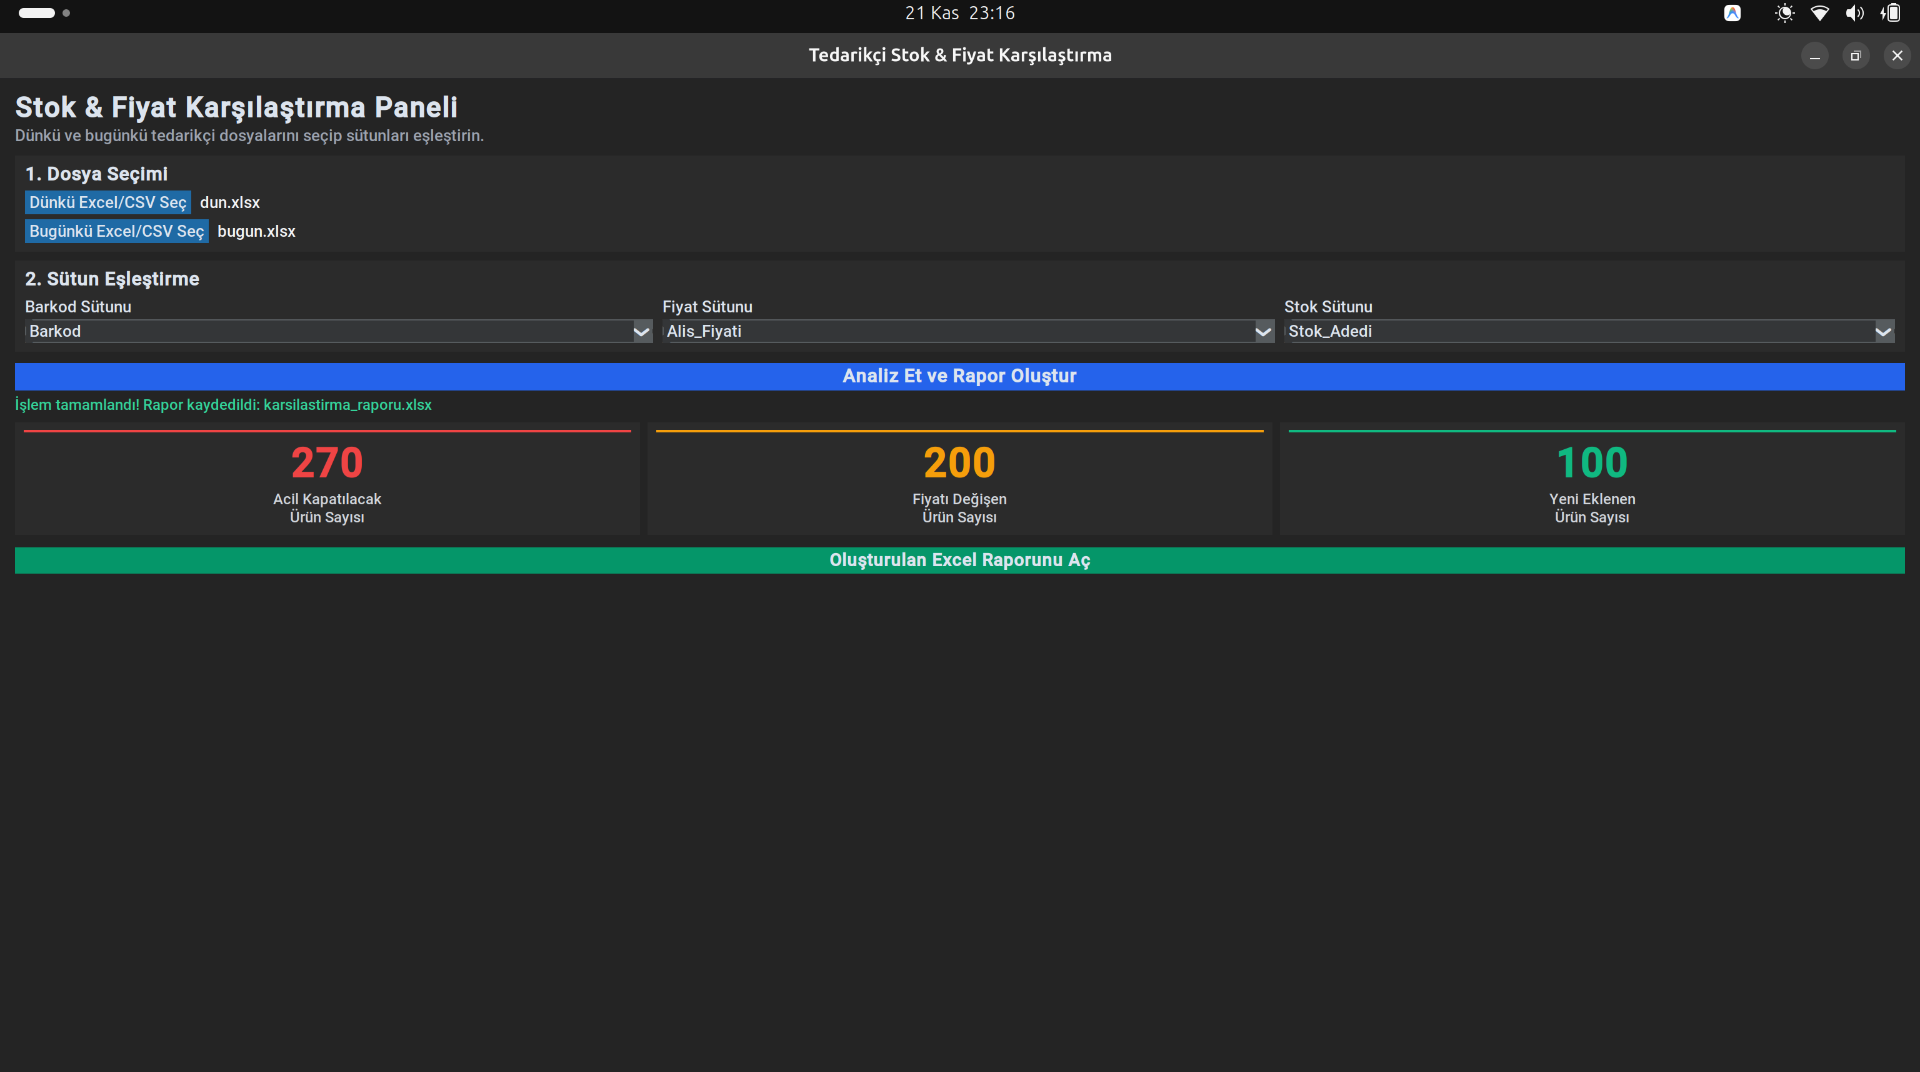 21 Kas 23:16
Tedarikçi Stok & Fiyat Karşılaştırma
Stok & Fiyat Karşılaştırma Paneli
Dünkü ve bugünkü tedarikçi dosyalarını seçip sütunları eşleştirin.
1. Dosya Seçimi
Dünkü Excel/CSV Seç dun.xlsx
Bugünkü Excel/CSV Seç bugun.xlsx
2. Sütun Eşleştirme
Barkod Sütunu Fiyat Sütunu Stok Sütunu
Barkod Alis_Fiyati Stok_Adedi
Analiz Et ve Rapor Oluştur
İşlem tamamlandı! Rapor kaydedildi: karsilastirma_raporu.xlsx
270
Acil Kapatılacak
Ürün Sayısı
200
Fiyatı Değişen
Ürün Sayısı
100
Yeni Eklenen
Ürün Sayısı
Oluşturulan Excel Raporunu Aç